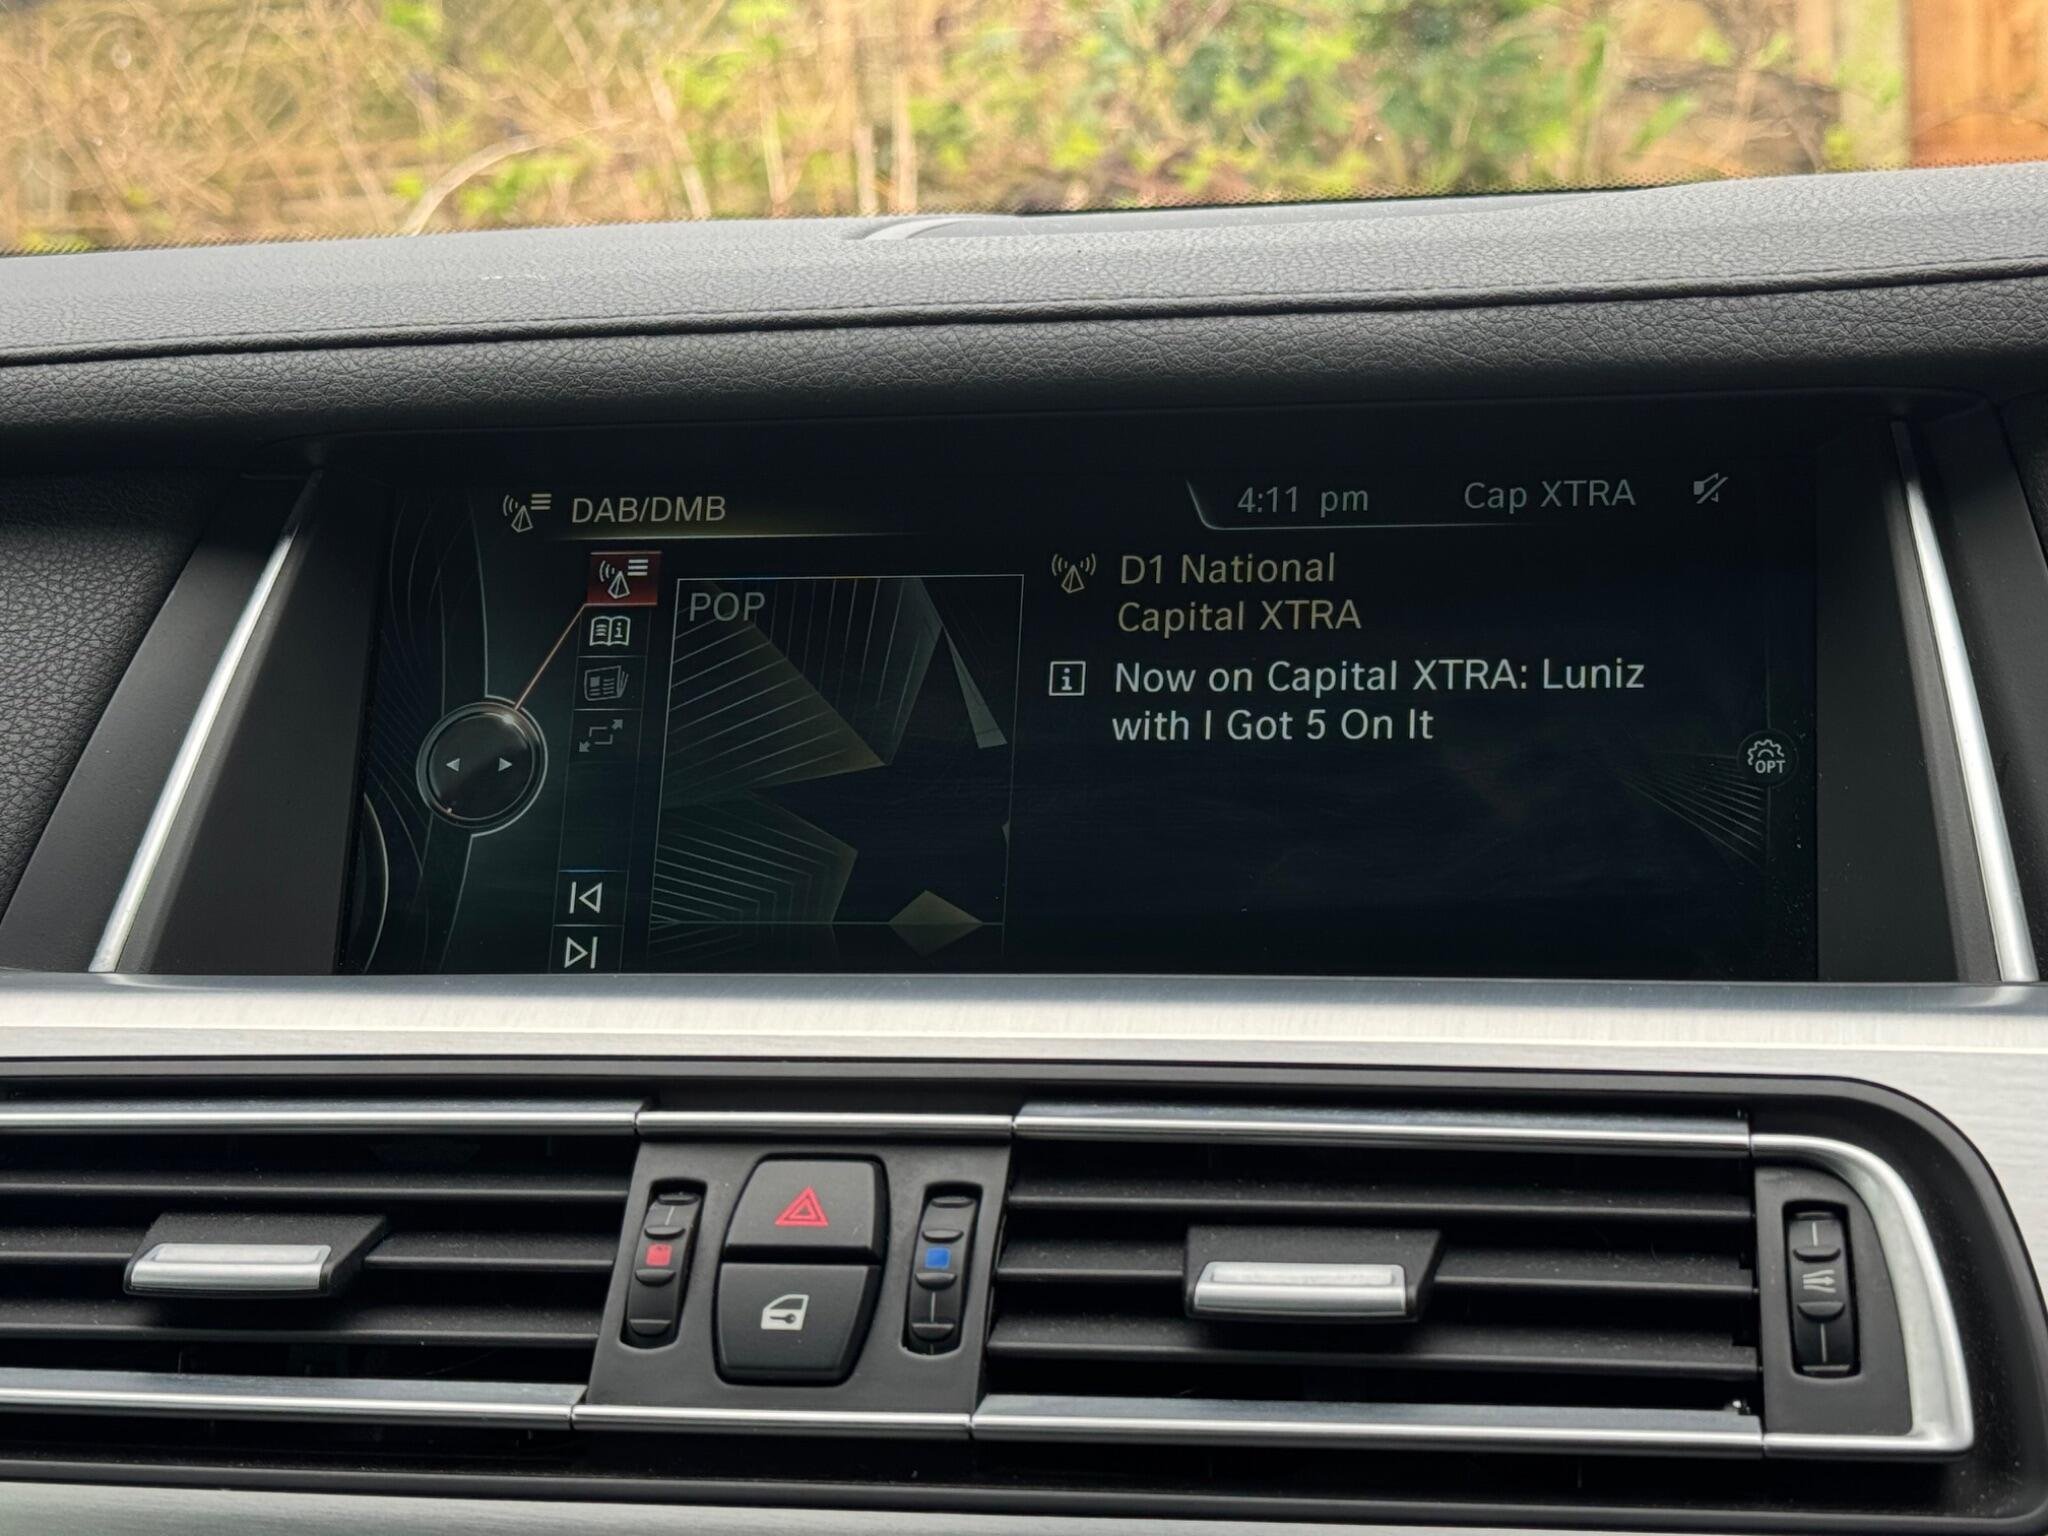 DAB/DMB
4:11 pm
Cap XTRA
POP
D1 National
Capital XTRA
Now on Capital XTRA: Luniz
with I Got 5 On It
OPT